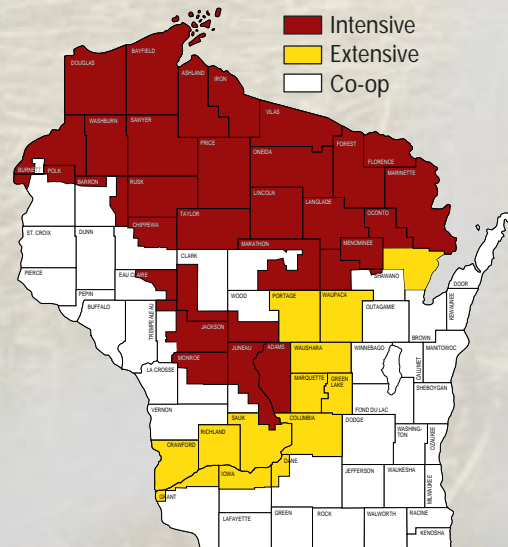 Intensive
Extensive
Co-op
BAYFIELD
DOUGLAS
ASHLAND
IRON
VILAS
WASHBURN
SAWYER
PRICE
ONEIDA
FOREST
FLORENCE
MARINETTE
BURNETT
POLK
BARRON
RUSK
LINCOLN
LANGLADE
OCONTO
TAYLOR
CHIPPEWA
ST. CROIX
DUNN
MARATHON
MENOMINEE
CLARK
PIERCE
EAU CLAIRE
SHAWANO
DOOR
PEPIN
BUFFALO
TREMPEALEAU
WOOD
PORTAGE
WAUPACA
OUTAGAMIE
BROWN
KEWAUNEE
JACKSON
MONROE
JUNEAU
ADAMS
WAUSHARA
WINNEBAGO
CALUMET
MANITOWOC
LA CROSSE
MARQUETTE
GREEN
LAKE
SHEBOYGAN
FOND DU LAC
VERNON
SAUK
COLUMBIA
DODGE
WASHING-
TON
OZAUKEE
RICHLAND
CRAWFORD
DANE
IOWA
JEFFERSON
WAUKESHA
MILWAUKEE
GRANT
LAFAYETTE
GREEN
ROCK
WALWORTH
RACINE
KENOSHA